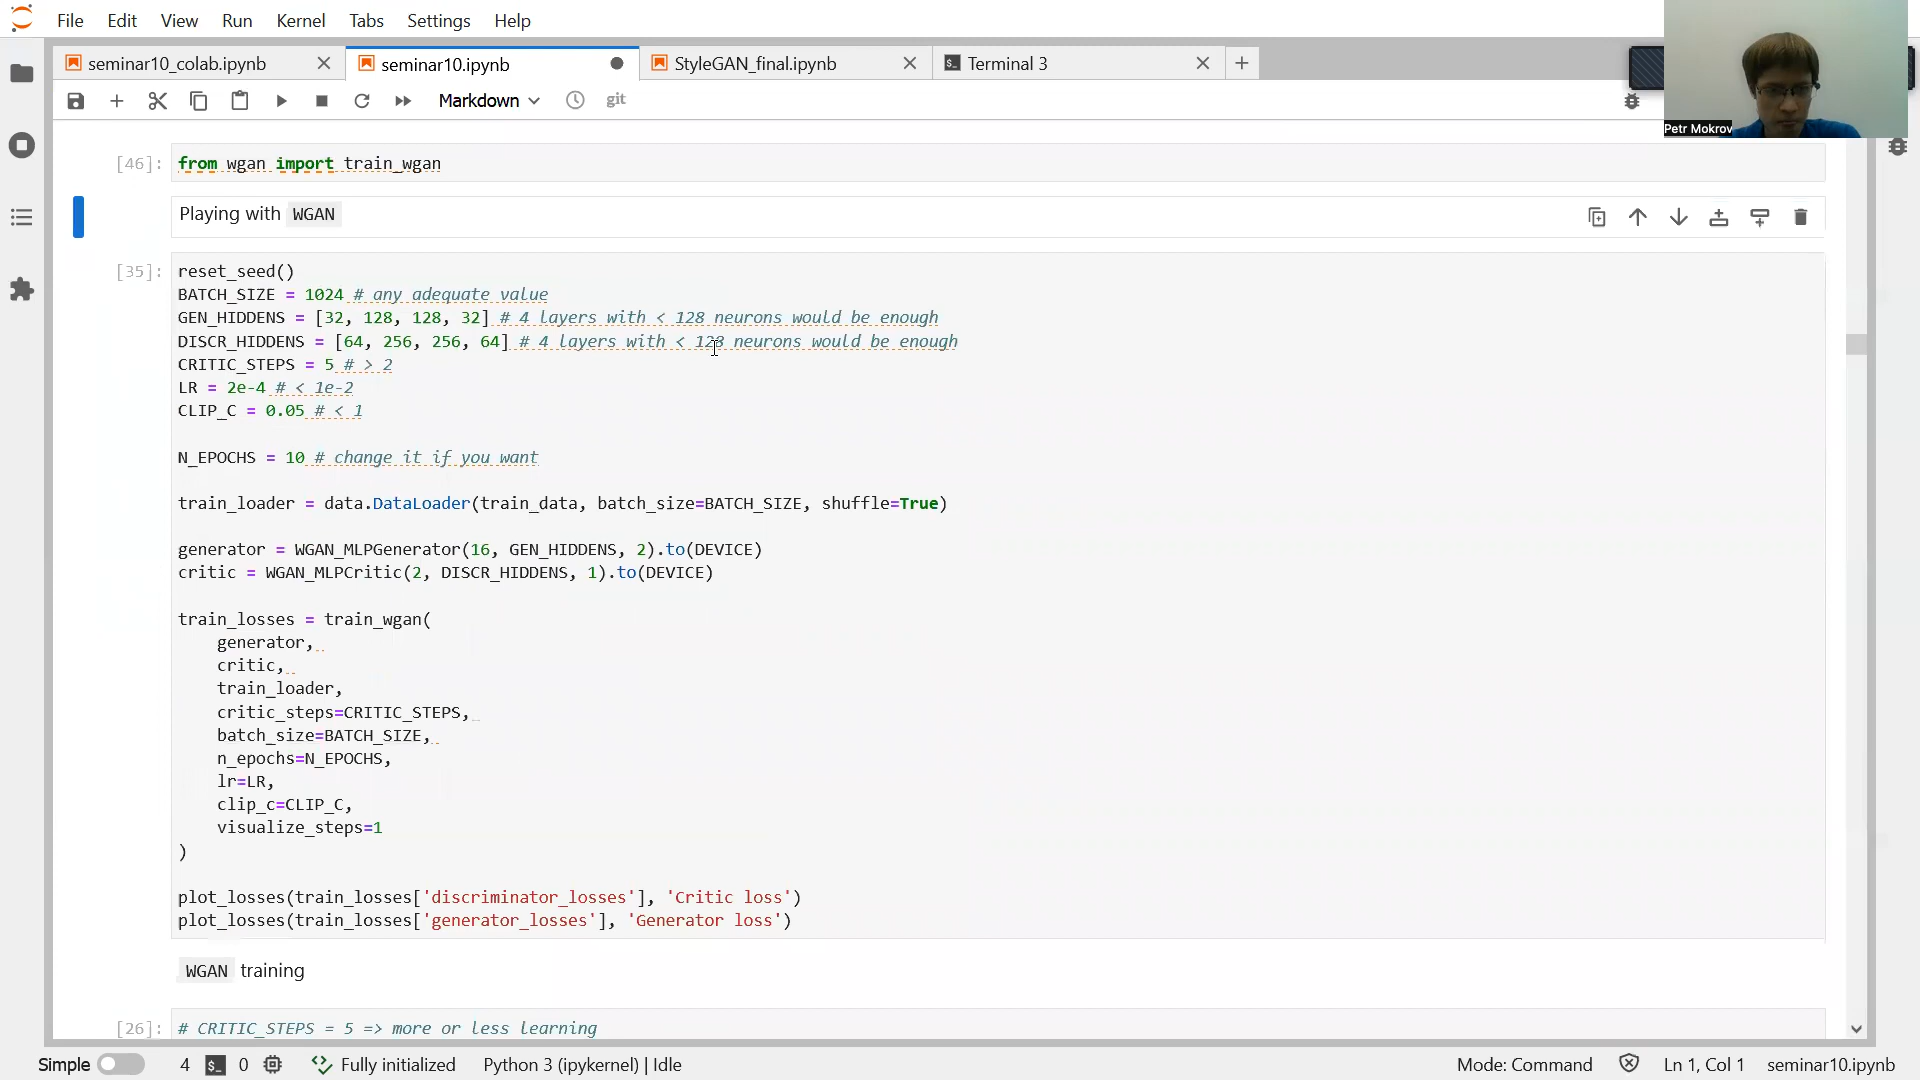 File Edit View Run Kernel Tabs Settings Help
seminar10_colab.ipynb seminar10.ipynb StyleGAN_final.ipynb Terminal 3
Markdown git
Petr Mokrov
[46]: from wgan import train_wgan
Playing with WGAN
[35]: reset_seed()
BATCH_SIZE = 1024 # any adequate value
GEN_HIDDENS = [32, 128, 128, 32] # 4 layers with < 128 neurons would be enough
DISCR_HIDDENS = [64, 256, 256, 64] # 4 layers with < 128 neurons would be enough
CRITIC_STEPS = 5 # > 2
LR = 2e-4 # < 1e-2
CLIP_C = 0.05 # < 1
N_EPOCHS = 10 # change it if you want
train_loader = data.DataLoader(train_data, batch_size=BATCH_SIZE, shuffle=True)
generator = WGAN_MLPGenerator(16, GEN_HIDDENS, 2).to(DEVICE)
critic = WGAN_MLPCritic(2, DISCR_HIDDENS, 1).to(DEVICE)
train_losses = train_wgan(
generator,
critic,
train_loader,
critic_steps=CRITIC_STEPS,
batch_size=BATCH_SIZE,
n_epochs=N_EPOCHS,
lr=LR,
clip_c=CLIP_C,
visualize_steps=1
)
plot_losses(train_losses['discriminator_losses'], 'Critic loss')
plot_losses(train_losses['generator_losses'], 'Generator loss')
WGAN training
[26]: # CRITIC_STEPS = 5 => more or less learning
Simple 4 $_ 0 Fully initialized Python 3 (ipykernel) | Idle Mode: Command Ln 1, Col 1 seminar10.ipynb